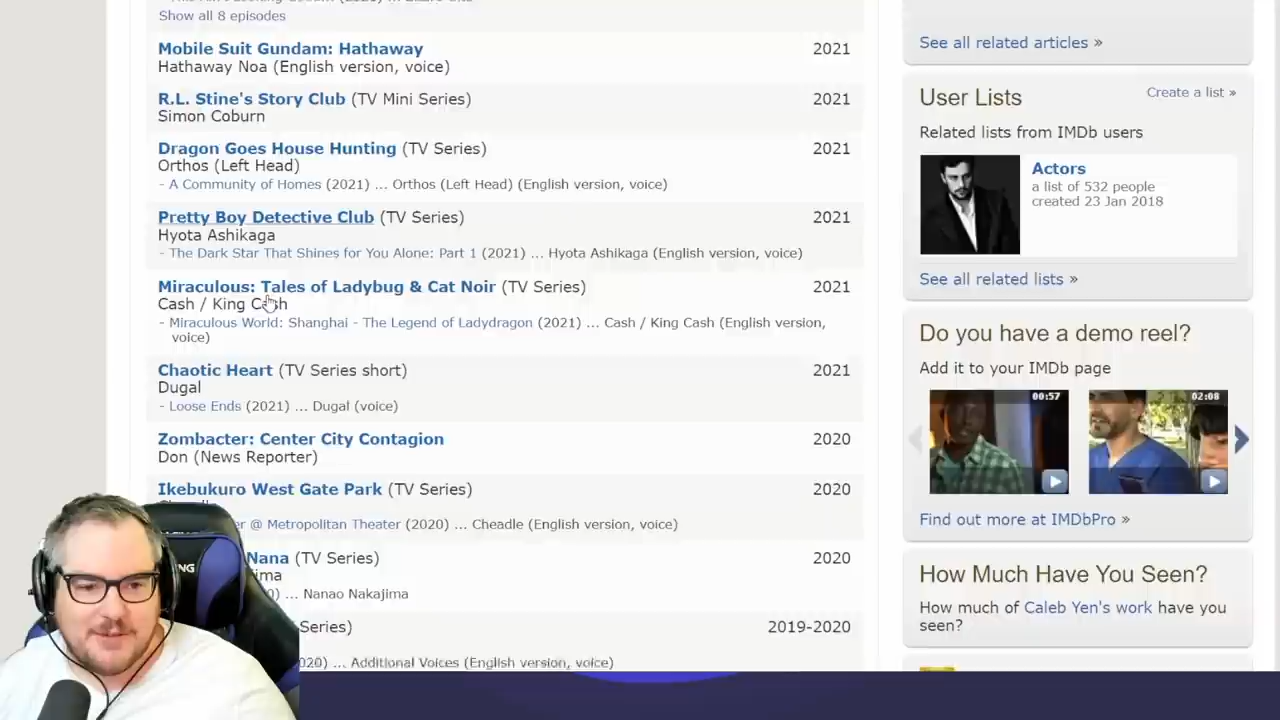 Show all 8 episodes
Mobile Suit Gundam: Hathaway 2021
Hathaway Noa (English version, voice)
R.L. Stine's Story Club (TV Mini Series) 2021
Simon Coburn
Dragon Goes House Hunting (TV Series) 2021
Orthos (Left Head)
- A Community of Homes (2021) ... Orthos (Left Head) (English version, voice)
Pretty Boy Detective Club (TV Series) 2021
Hyota Ashikaga
- The Dark Star That Shines for You Alone: Part 1 (2021) ... Hyota Ashikaga (English version, voice)
Miraculous: Tales of Ladybug & Cat Noir (TV Series) 2021
Cash / King Cash
- Miraculous World: Shanghai - The Legend of Ladydragon (2021) ... Cash / King Cash (English version,
voice)
Chaotic Heart (TV Series short) 2021
Dugal
- Loose Ends (2021) ... Dugal (voice)
Zombacter: Center City Contagion 2020
Don (News Reporter)
Ikebukuro West Gate Park (TV Series) 2020
@ Metropolitan Theater (2020) ... Cheadle (English version, voice)
Nana (TV Series) 2020
... Nanao Nakajima
Series) 2019-2020
... Additional Voices (English version, voice)
See all related articles »
User Lists Create a list »
Related lists from IMDb users
Actors
a list of 532 people
created 23 Jan 2018
See all related lists »
Do you have a demo reel?
Add it to your IMDb page
00:57 02:08
Find out more at IMDbPro »
How Much Have You Seen?
How much of Caleb Yen's work have you
seen?